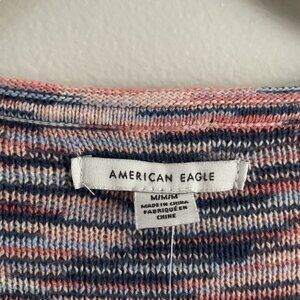 AMERICAN EAGLE
M/M/M
MADE IN CHINA
FABRIQUÉ EN
CHINE